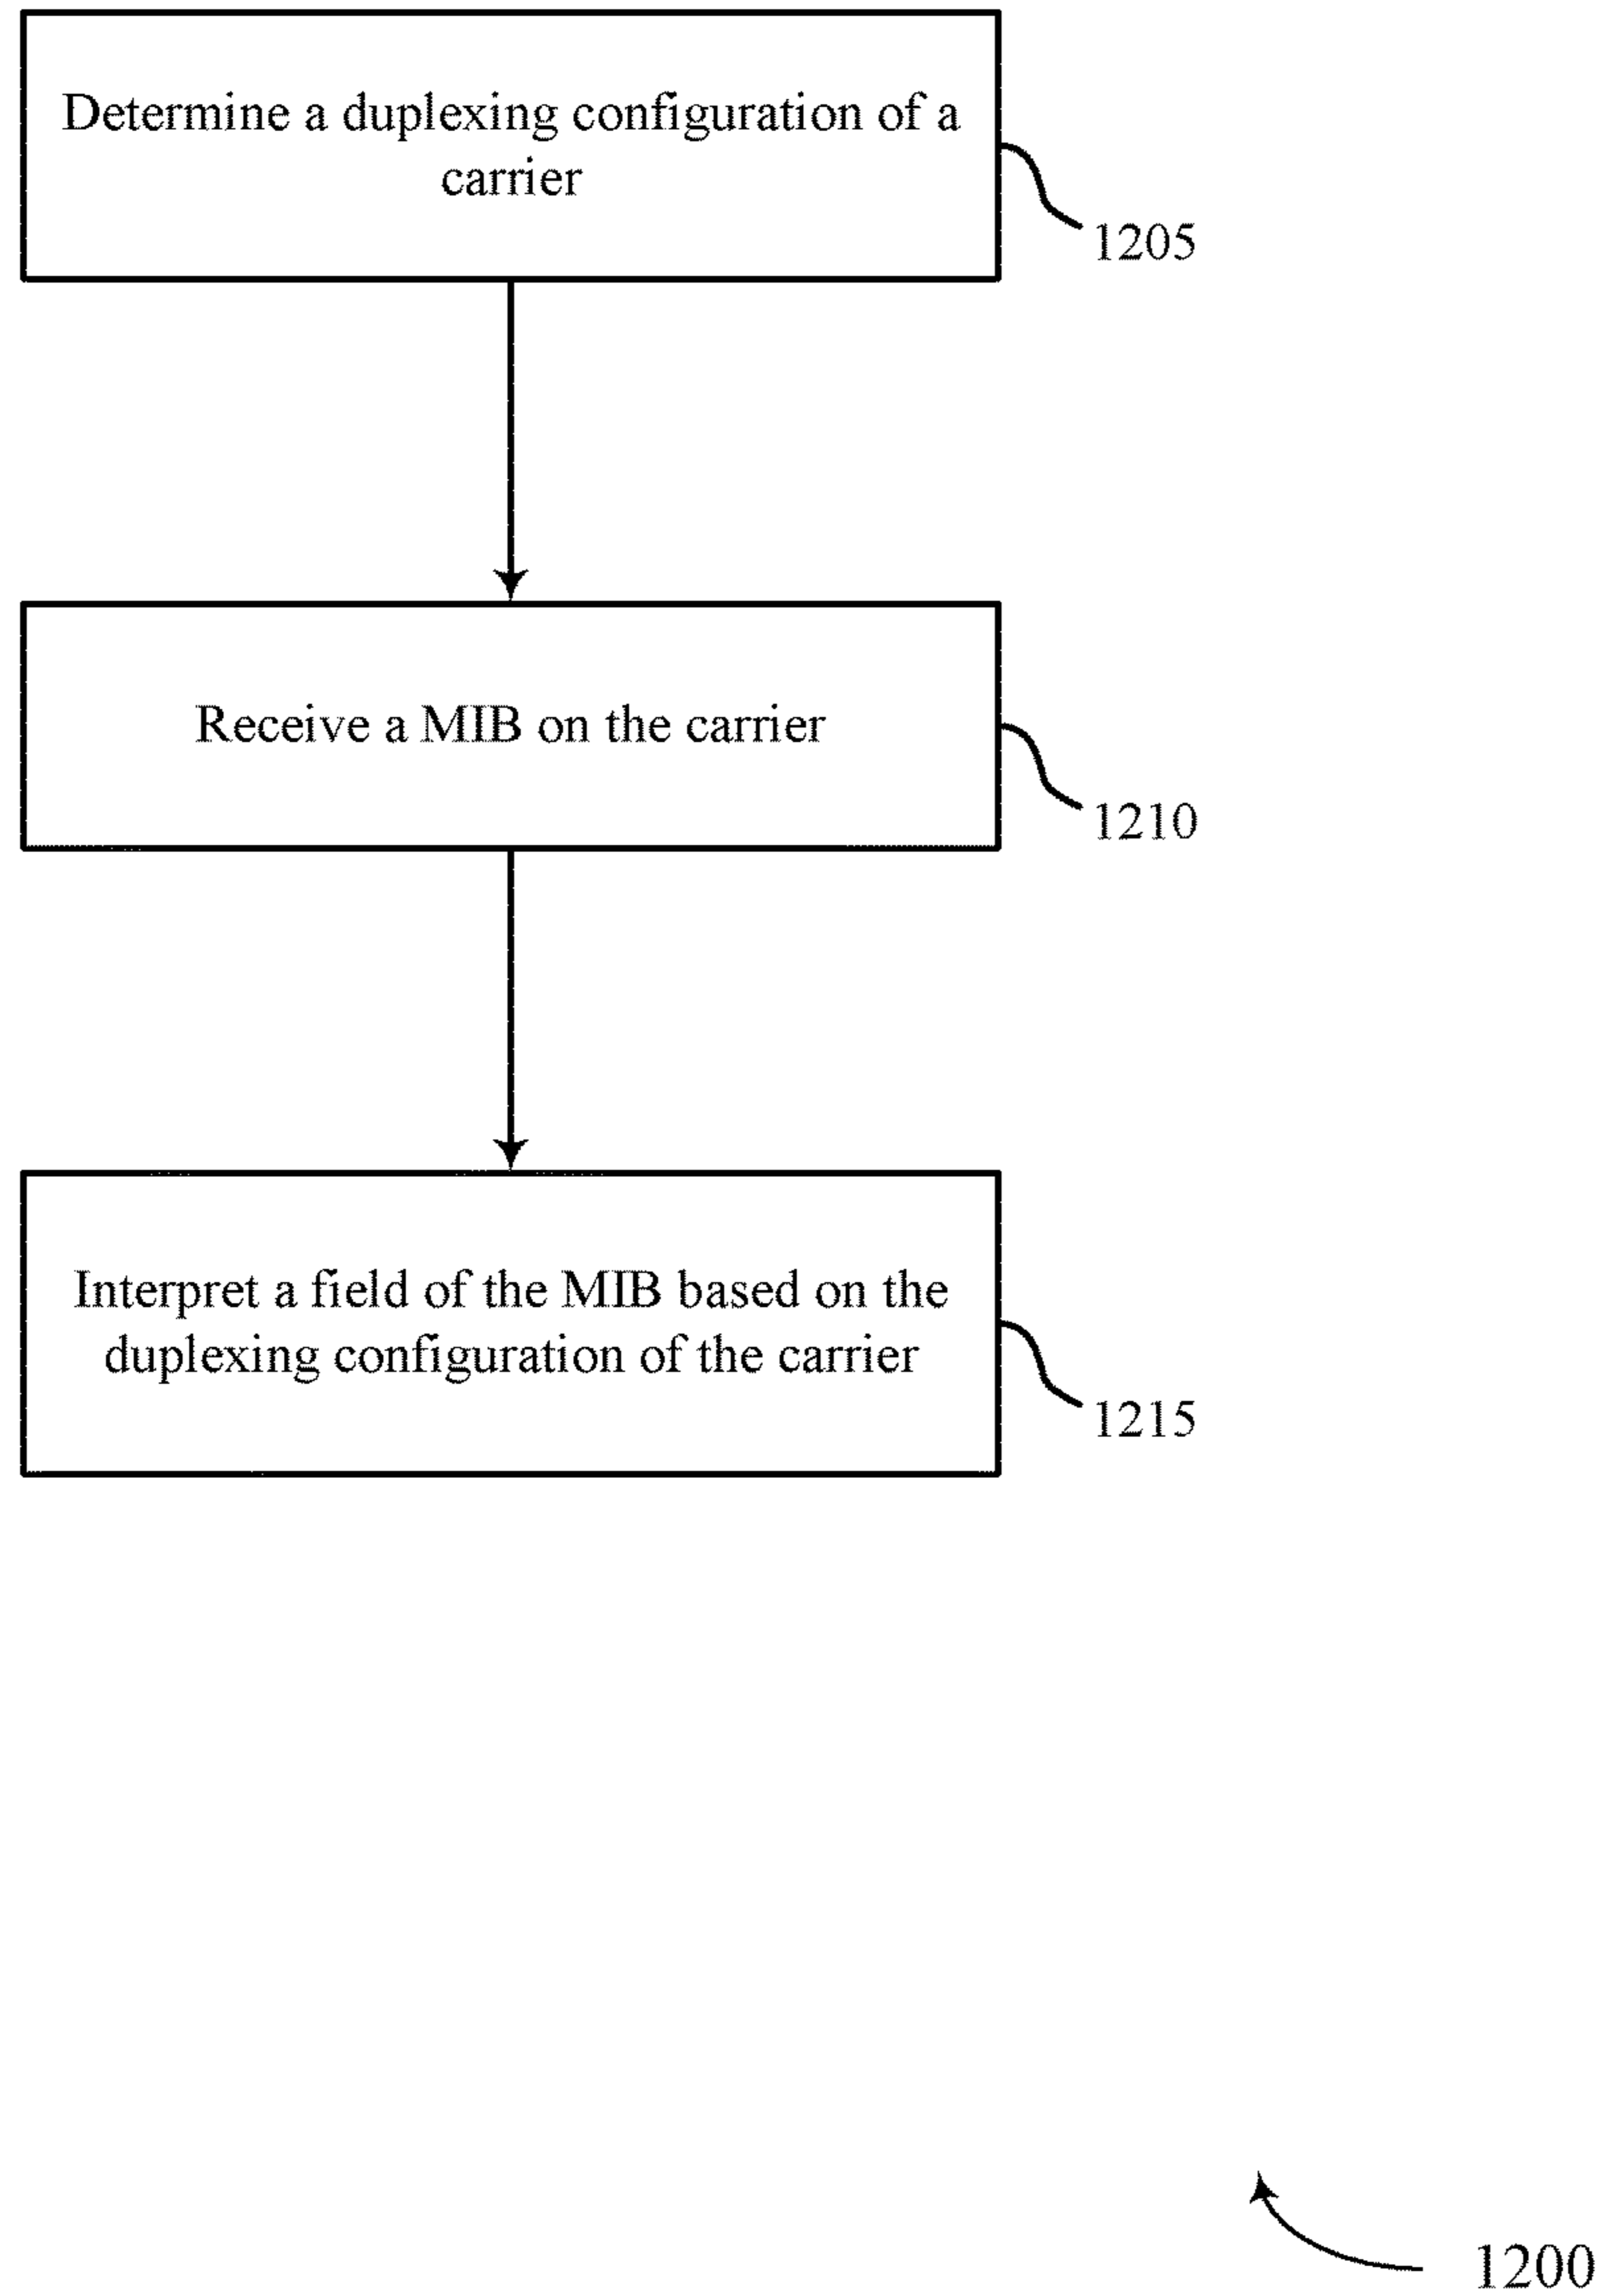 Determine a duplexing configuration of a
carrier
1205
Receive a MIB on the carrier
1210
Interpret a field of the MIB based on the
duplexing configuration of the carrier
1215
1200